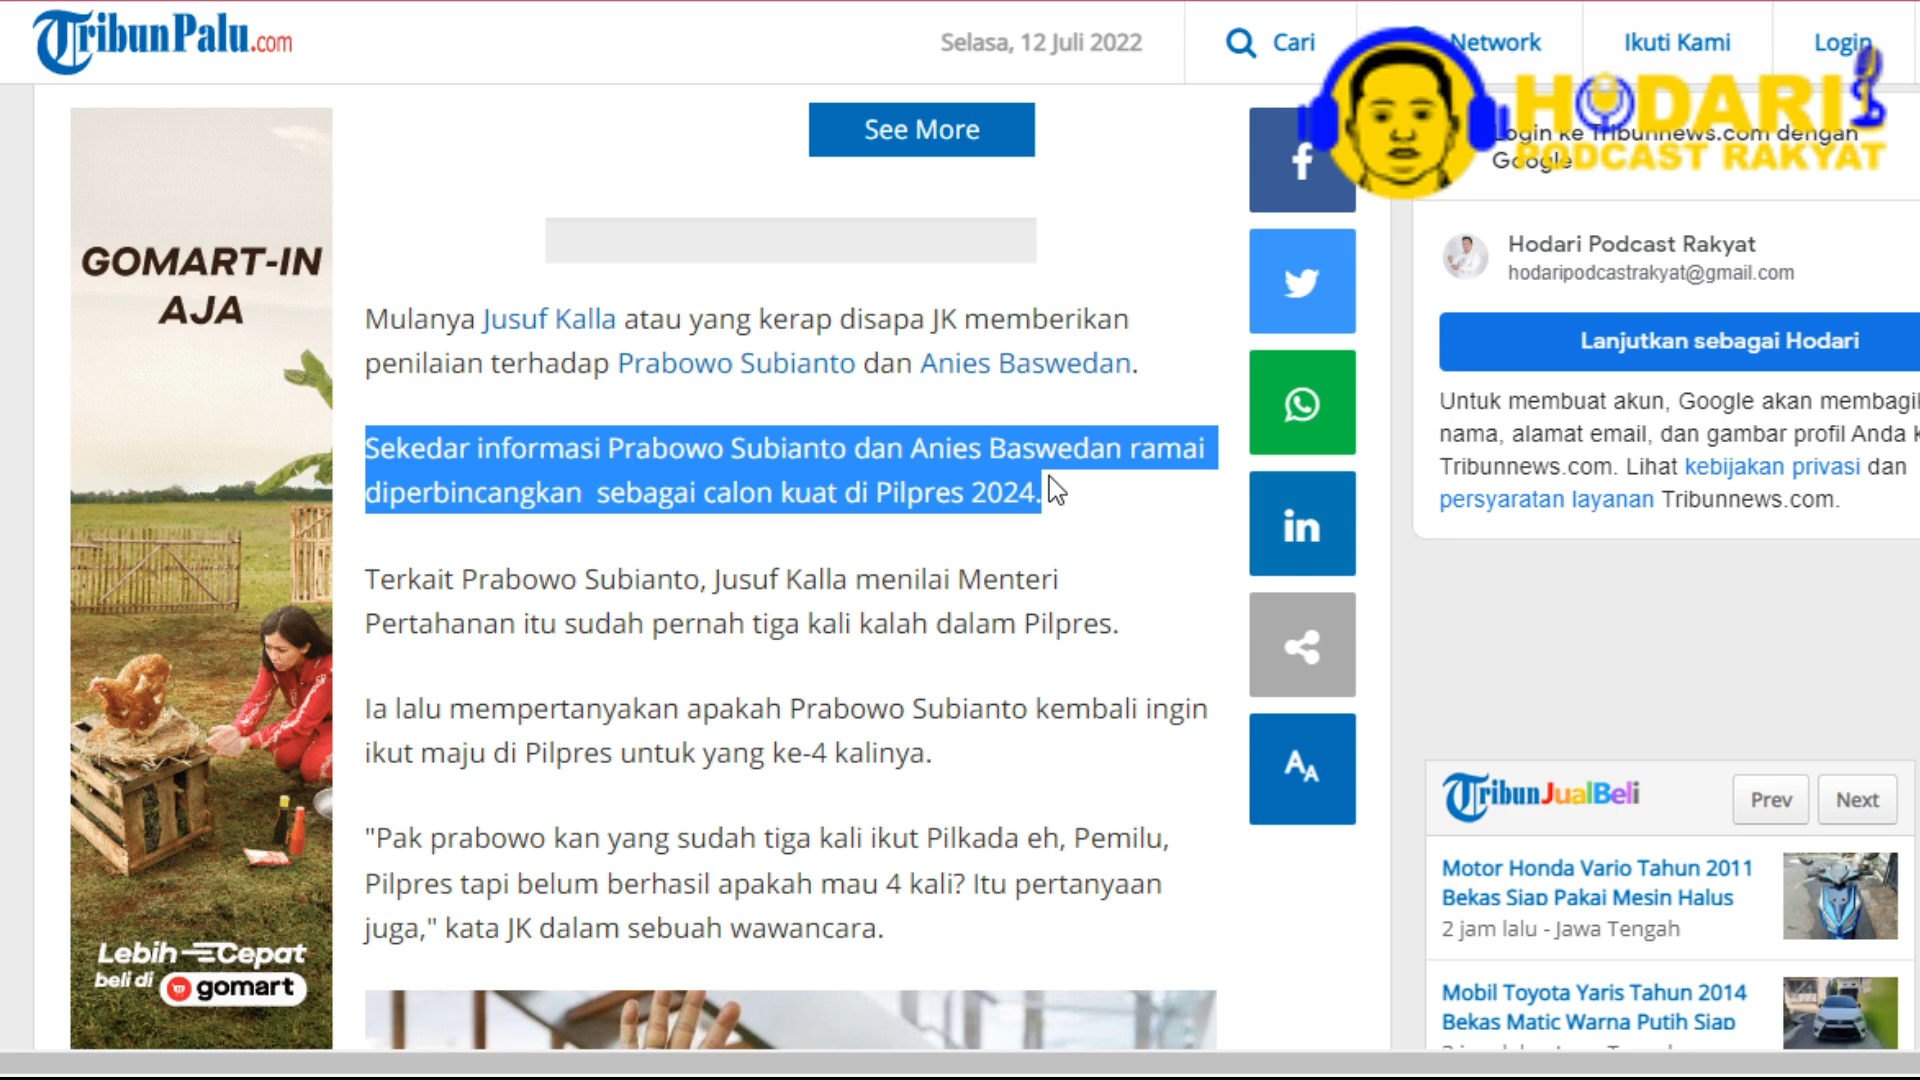 TribunPalu.com
Selasa, 12 Juli 2022
Cari
Network
Ikuti Kami
Login
HODARI
PODCAST RAKYAT
GOMART-IN
AJA
Lebih Cepat
beli di gomart
See More
Mulanya Jusuf Kalla atau yang kerap disapa JK memberikan
penilaian terhadap Prabowo Subianto dan Anies Baswedan.
Sekedar informasi Prabowo Subianto dan Anies Baswedan ramai
diperbincangkan  sebagai calon kuat di Pilpres 2024.
Terkait Prabowo Subianto, Jusuf Kalla menilai Menteri
Pertahanan itu sudah pernah tiga kali kalah dalam Pilpres.
Ia lalu mempertanyakan apakah Prabowo Subianto kembali ingin
ikut maju di Pilpres untuk yang ke-4 kalinya.
"Pak prabowo kan yang sudah tiga kali ikut Pilkada eh, Pemilu,
Pilpres tapi belum berhasil apakah mau 4 kali? Itu pertanyaan
juga," kata JK dalam sebuah wawancara.
Login ke Tribunnews.com dengan
Google
Hodari Podcast Rakyat
hodaripodcastrakyat@gmail.com
Lanjutkan sebagai Hodari
Untuk membuat akun, Google akan membagik
nama, alamat email, dan gambar profil Anda k
Tribunnews.com. Lihat kebijakan privasi dan
persyaratan layanan Tribunnews.com.
TribunJualBeli
Prev
Next
Motor Honda Vario Tahun 2011
Bekas Siap Pakai Mesin Halus
2 jam lalu - Jawa Tengah
Mobil Toyota Yaris Tahun 2014
Bekas Matic Warna Putih Siap